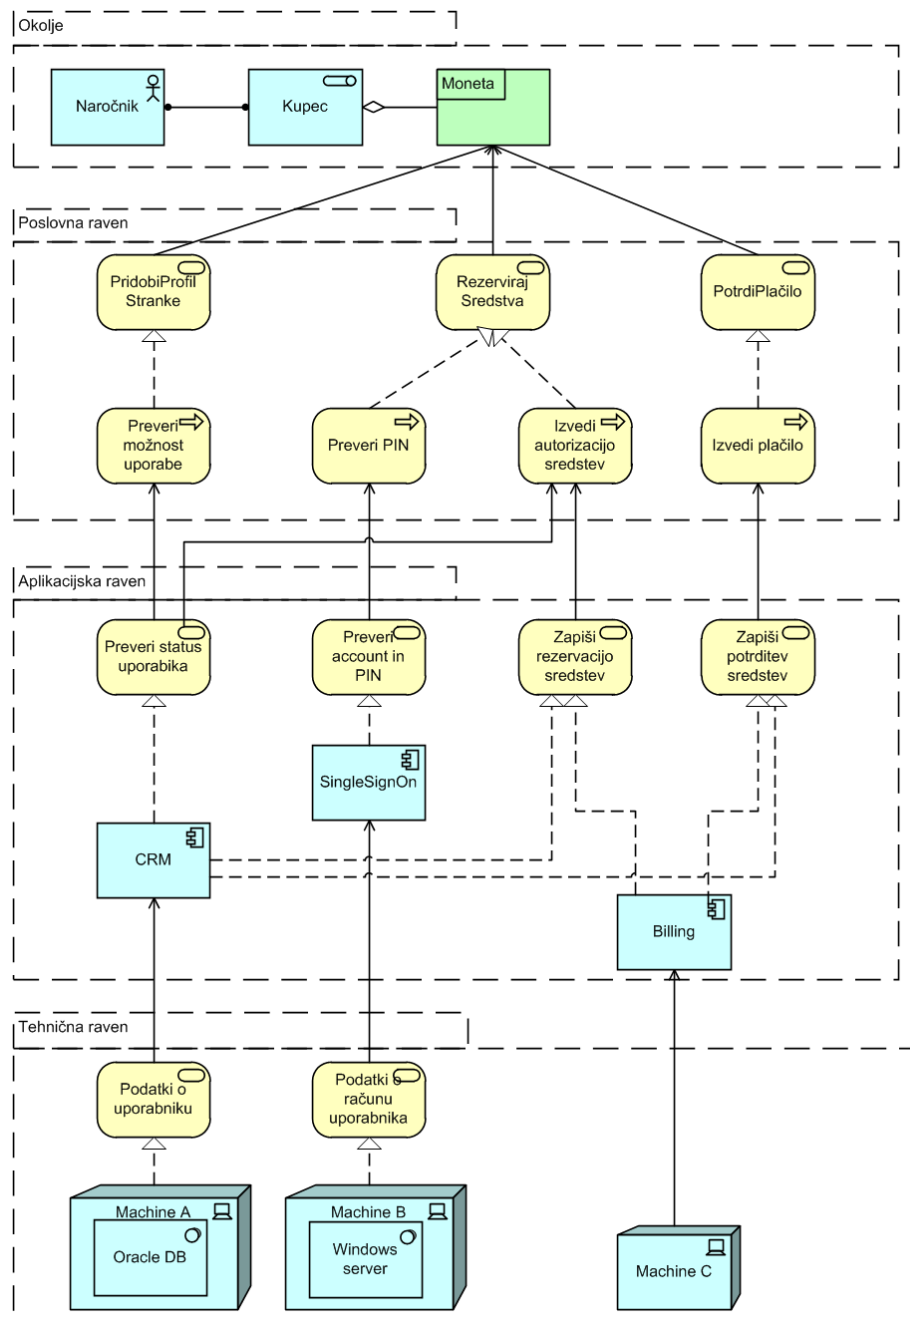 Okolje
Naročnik
Kupec
Moneta
Poslovna raven
PridobiProfil
Stranke
Rezerviraj
Sredstva
PotrdiPlačilo
Preveri
možnost
uporabe
Preveri PIN
Izvedi
autorizacijo
sredstev
Izvedi plačilo
Aplikacijska raven
Preveri status
uporabika
Preveri
account in
PIN
Zapiši
rezervacijo
sredstev
Zapiši
potrditev
sredstev
SingleSignOn
CRM
Billing
Tehnična raven
Podatki o
uporabniku
Podatki o
računu
uporabnika
Machine A
Oracle DB
Machine B
Windows
server
Machine C